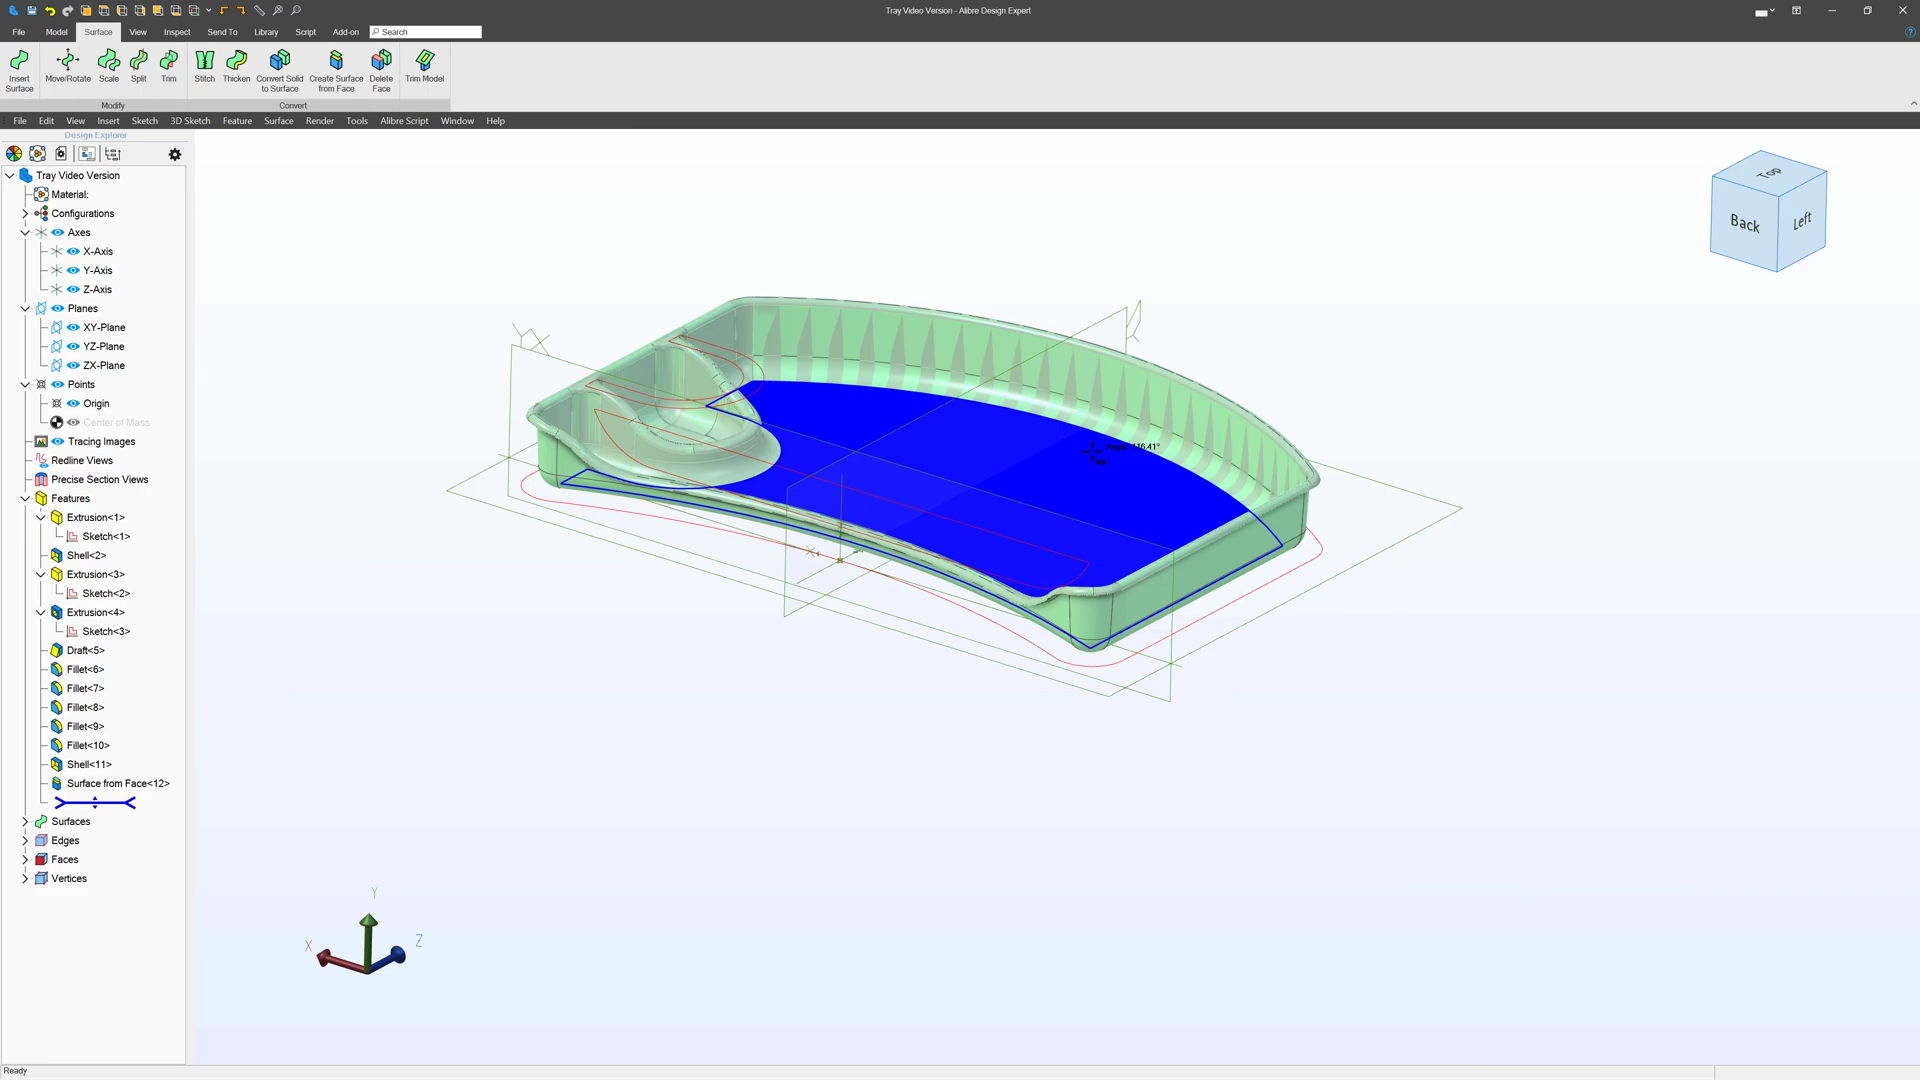 Tray Video Version - Alibre Design Expert
File Model Surface View Inspect Send To Library Script Add-on Search
Insert Surface
Move/Rotate
Scale
Split
Trim
Stitch
Thicken
Convert Solid to Surface
Create Surface from Face
Delete Face
Trim Model
Modify
Convert
File Edit View Insert Sketch 3D Sketch Feature Surface Render Tools Alibre Script Window Help
Design Explorer
Tray Video Version
Material:
Configurations
Axes
X-Axis
Y-Axis
Z-Axis
Planes
XY-Plane
YZ-Plane
ZX-Plane
Points
Origin
Center of Mass
Tracing Images
Redline Views
Precise Section Views
Features
Extrusion<1>
Sketch<1>
Shell<2>
Extrusion<3>
Sketch<2>
Extrusion<4>
Sketch<3>
Draft<5>
Fillet<6>
Fillet<7>
Fillet<8>
Fillet<9>
Fillet<10>
Shell<11>
Surface from Face<12>
Surfaces
Edges
Faces
Vertices
Top
Back
Left
Y
X
Z
Ready